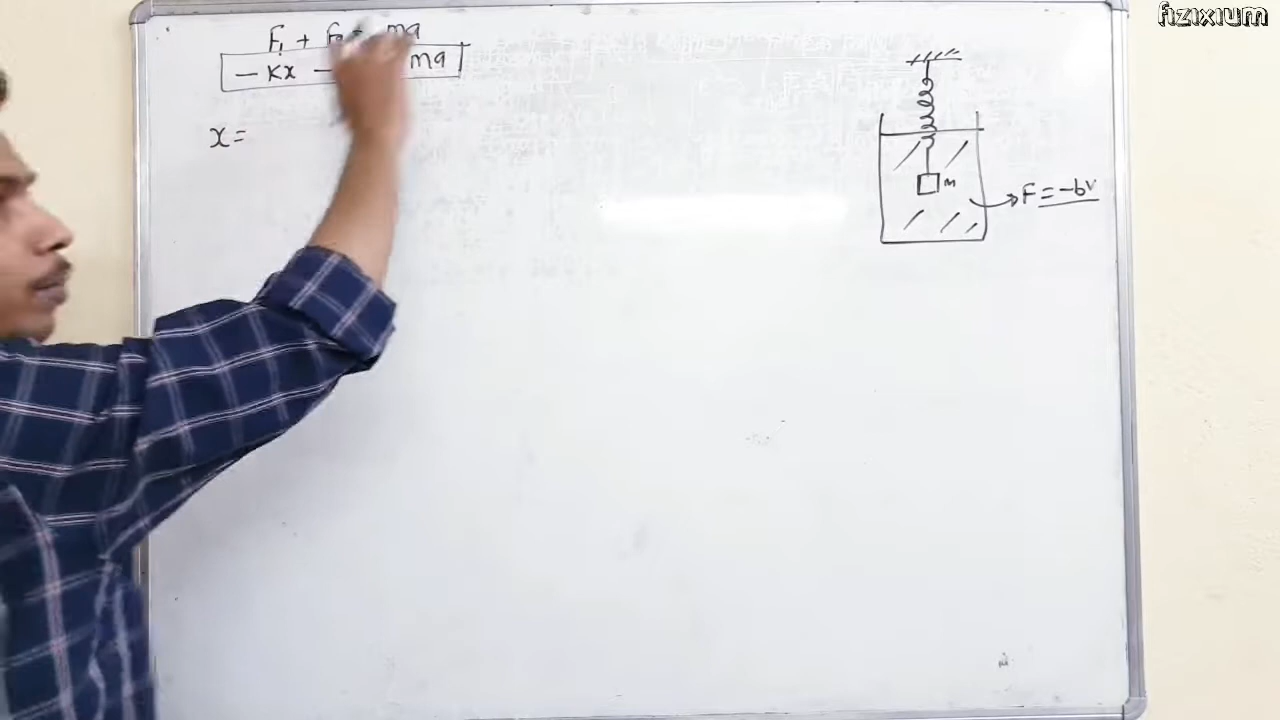 fizixium
F₁ + F₂ = ma
- Kx - ma
x =
m
F = -bv